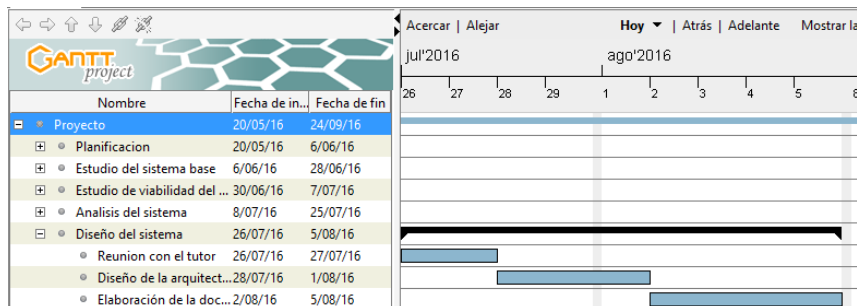 Acercar | Alejar Hoy | Atrás | Adelante Mostrar la
GANTT
project
jul'2016 ago'2016
26 27 28 29 1 2 3 4 5 8
Nombre Fecha de in... Fecha de fin
Proyecto 20/05/16 24/09/16
Planificacion 20/05/16 6/06/16
Estudio del sistema base 6/06/16 28/06/16
Estudio de viabilidad del ... 30/06/16 7/07/16
Analisis del sistema 8/07/16 25/07/16
Diseño del sistema 26/07/16 5/08/16
Reunion con el tutor 26/07/16 27/07/16
Diseño de la arquitect... 28/07/16 1/08/16
Elaboración de la doc... 2/08/16 5/08/16